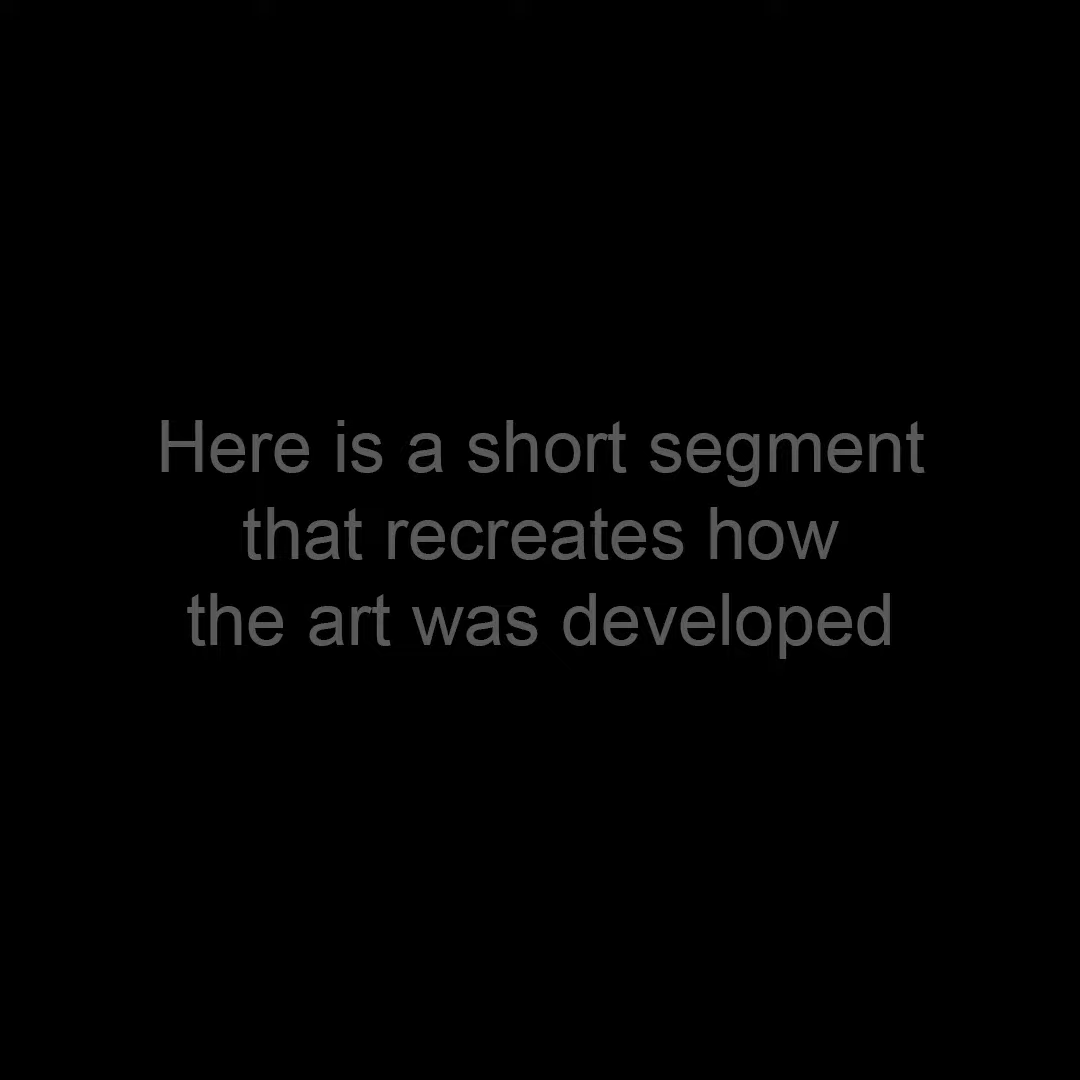 Here is a short segment
that recreates how
the art was developed